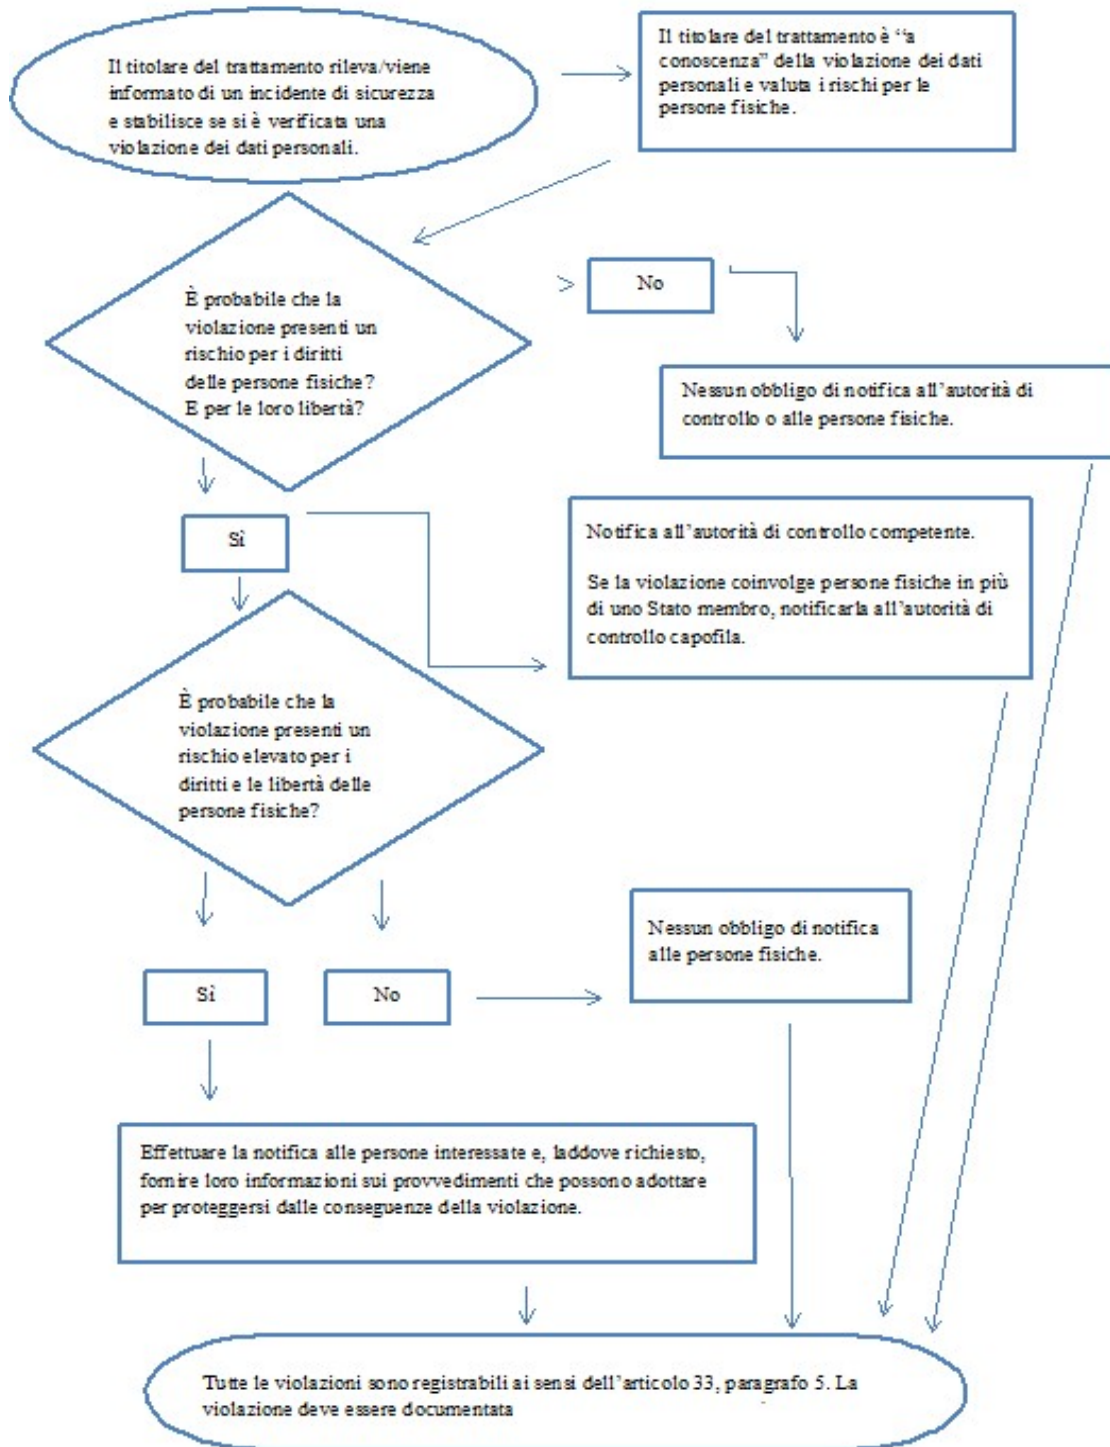 Il titolare del trattamento rileva/viene
informato di un incidente di sicurezza
e stabilisce se si è verificata una
violazione dei dati personali.
Il titolare del trattamento è “a
conoscenza” della violazione dei dati
personali e valuta i rischi per le
persone fisiche.
È probabile che la
violazione presenti un
rischio per i diritti
delle persone fisiche?
E per le loro libertà?
No
Nessun obbligo di notifica all’autorità di
controllo o alle persone fisiche.
Sì
Notifica all’autorità di controllo competente.
Se la violazione coinvolge persone fisiche in più
di uno Stato membro, notificarla all’autorità di
controllo capofila.
È probabile che la
violazione presenti un
rischio elevato per i
diritti e le libertà delle
persone fisiche?
Nessun obbligo di notifica
alle persone fisiche.
Sì
No
Effettuare la notifica alle persone interessate e, laddove richiesto,
fornire loro informazioni sui provvedimenti che possono adottare
per proteggersi dalle conseguenze della violazione.
Tutte le violazioni sono registrabili ai sensi dell’articolo 33, paragrafo 5. La
violazione deve essere documentata